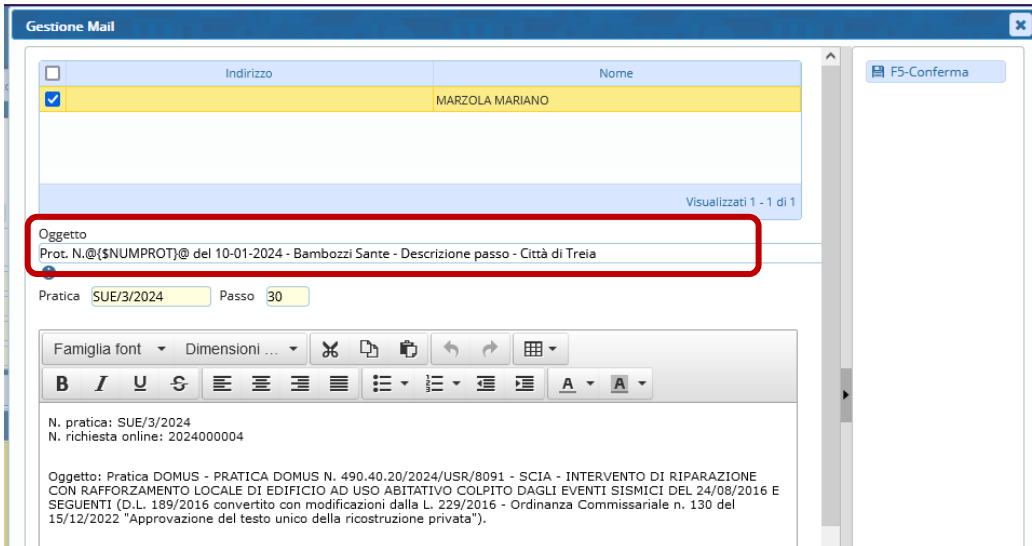 Gestione Mail
Indirizzo Nome
MARZOLA MARIANO
Visualizzati 1 - 1 di 1
F5-Conferma
Oggetto
Prot. N.@{$NUMPROT}@ del 10-01-2024 - Bambozzi Sante - Descrizione passo - Città di Treia
Pratica SUE/3/2024 Passo 30
Famiglia font Dimensioni ...
B I U S A A
N. pratica: SUE/3/2024
N. richiesta online: 2024000004
Oggetto: Pratica DOMUS - PRATICA DOMUS N. 490.40.20/2024/USR/8091 - SCIA - INTERVENTO DI RIPARAZIONE
CON RAFFORZAMENTO LOCALE DI EDIFICIO AD USO ABITATIVO COLPITO DAGLI EVENTI SISMICI DEL 24/08/2016 E
SEGUENTI (D.L. 189/2016 convertito con modificazioni dalla L. 229/2016 - Ordinanza Commissariale n. 130 del
15/12/2022 "Approvazione del testo unico della ricostruzione privata").